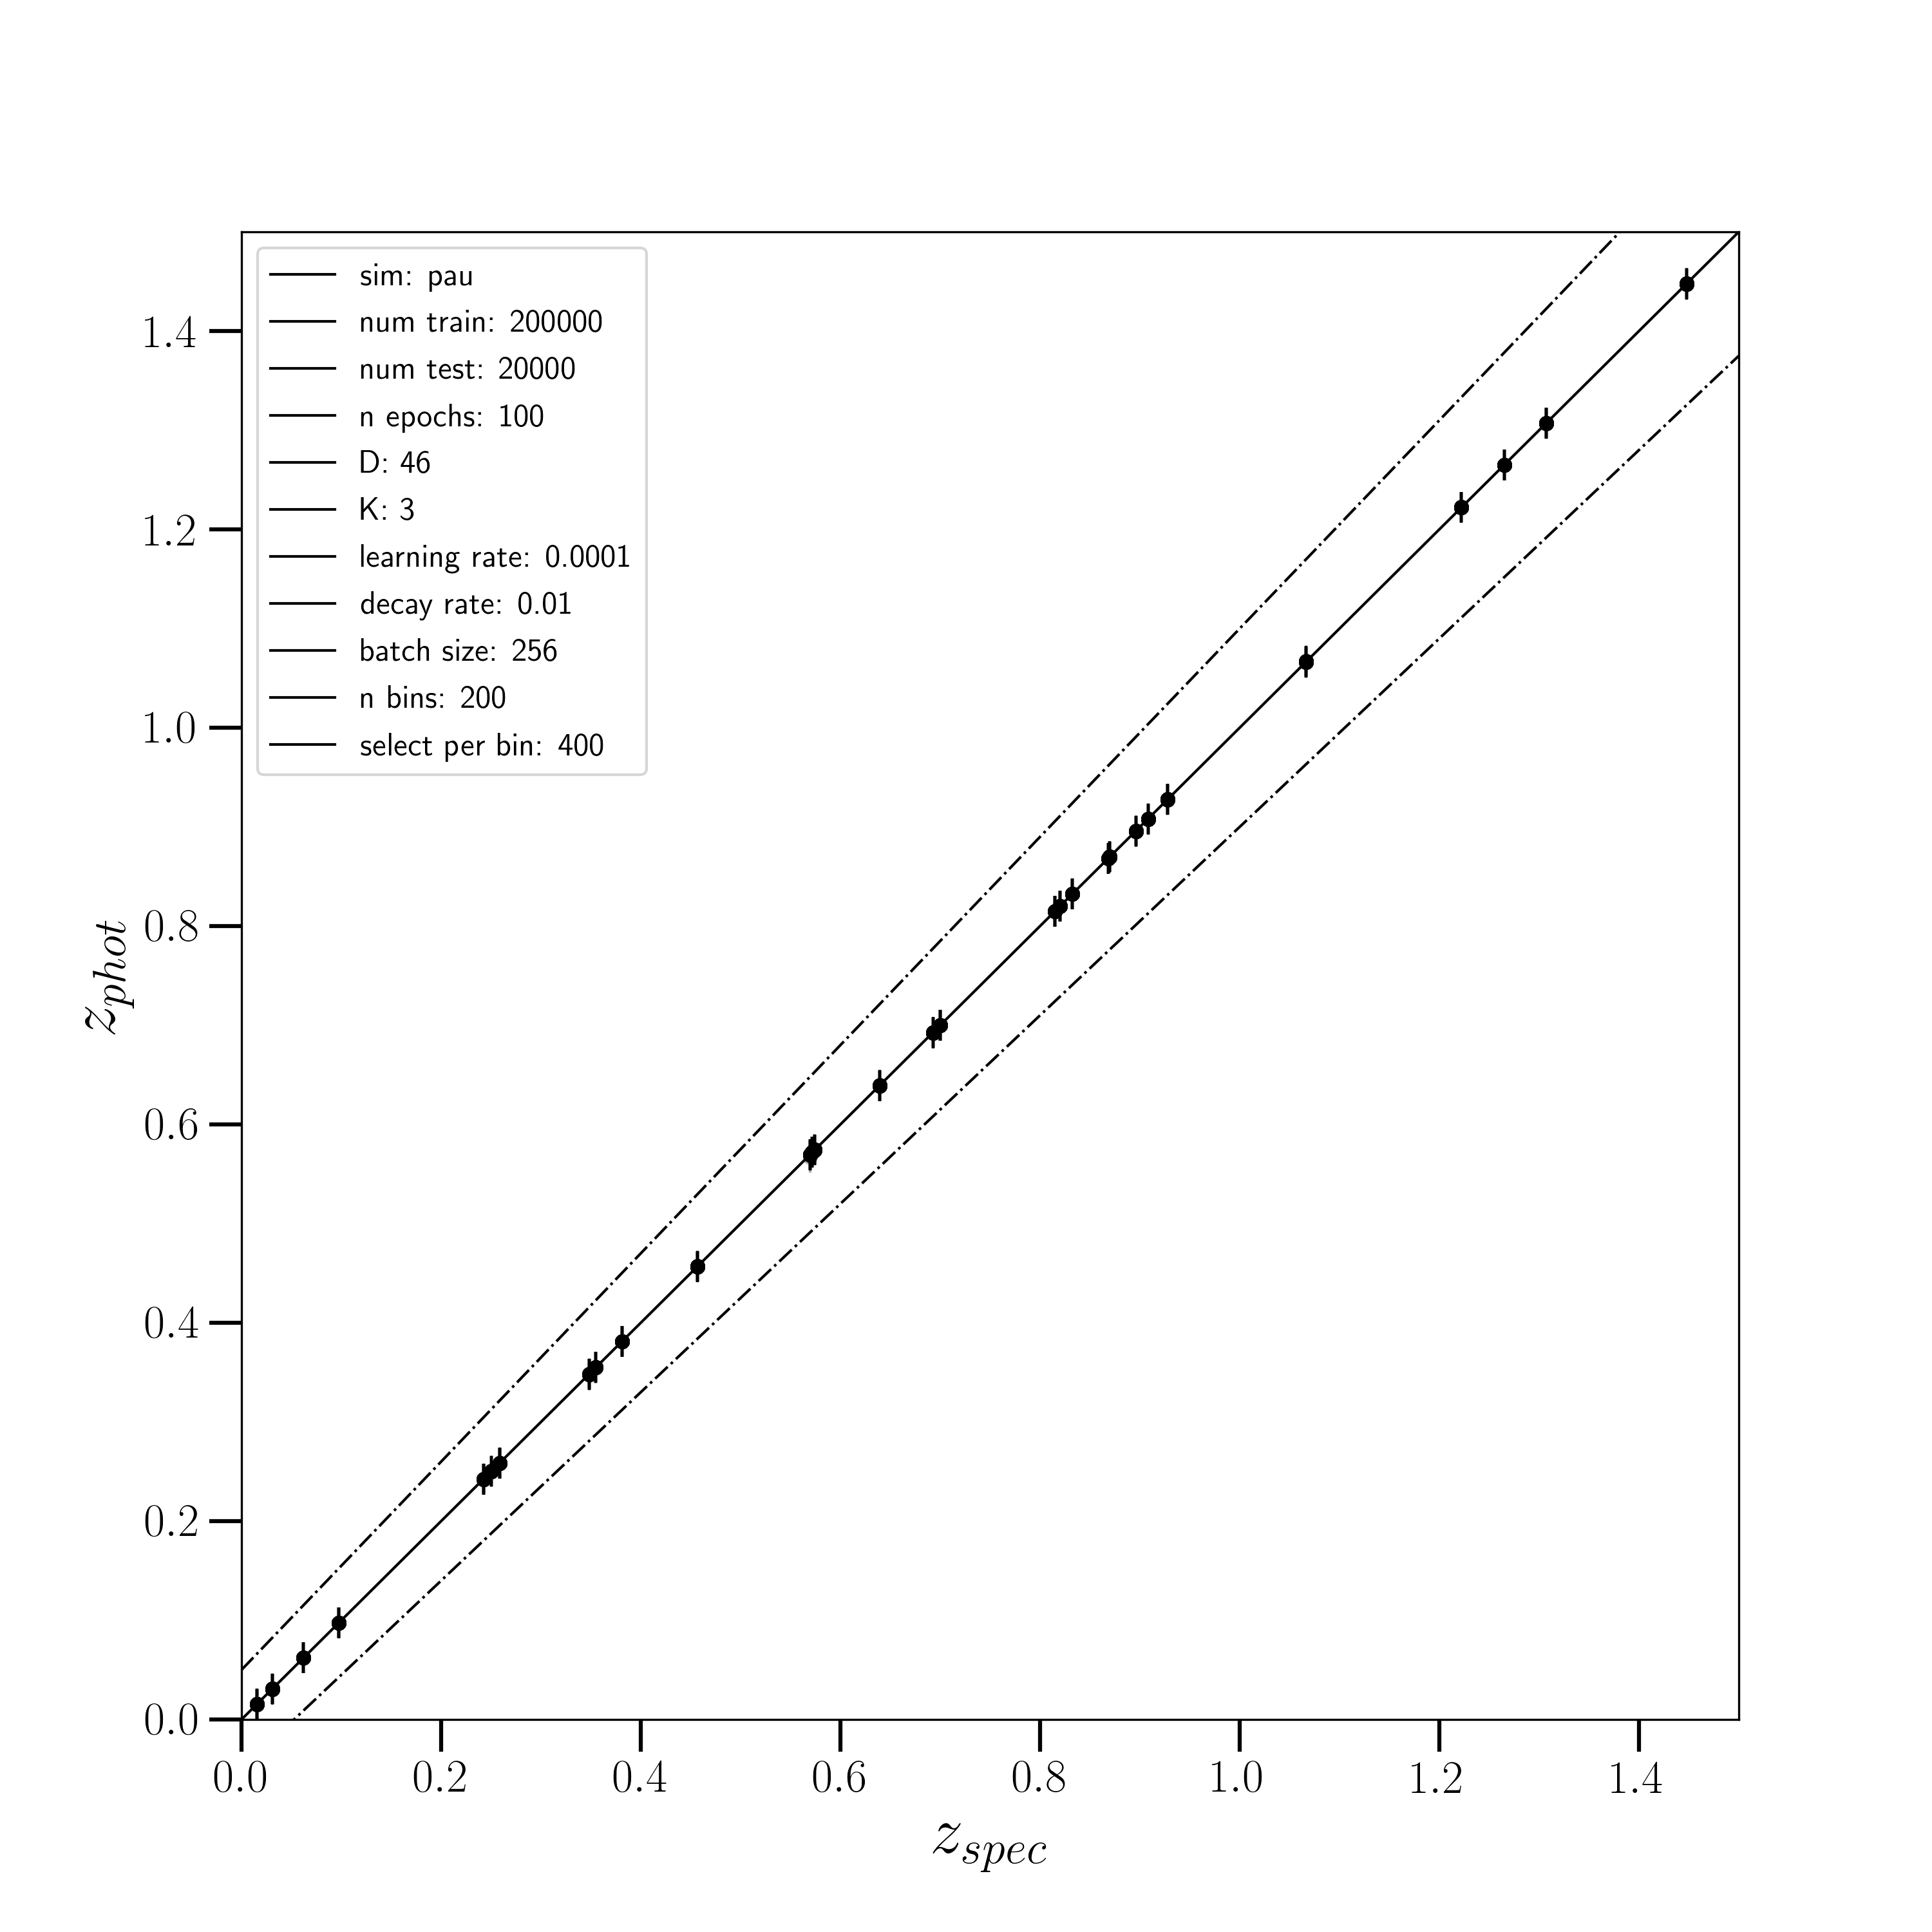 sim: pau
num train: 200000
num test: 20000
n epochs: 100
D: 46
K: 3
learning rate: 0.0001
decay rate: 0.01
batch size: 256
n bins: 200
select per bin: 400
1.4
1.2
1.0
0.8
0.6
0.4
0.2
0.0
z_phot
0.0 0.2 0.4 0.6 0.8 1.0 1.2 1.4
z_spec